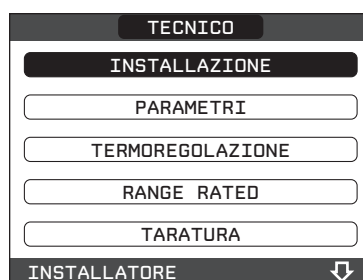 TECNICO
INSTALLAZIONE
PARAMETRI
TERMOREGOLAZIONE
RANGE RATED
TARATURA
INSTALLATORE